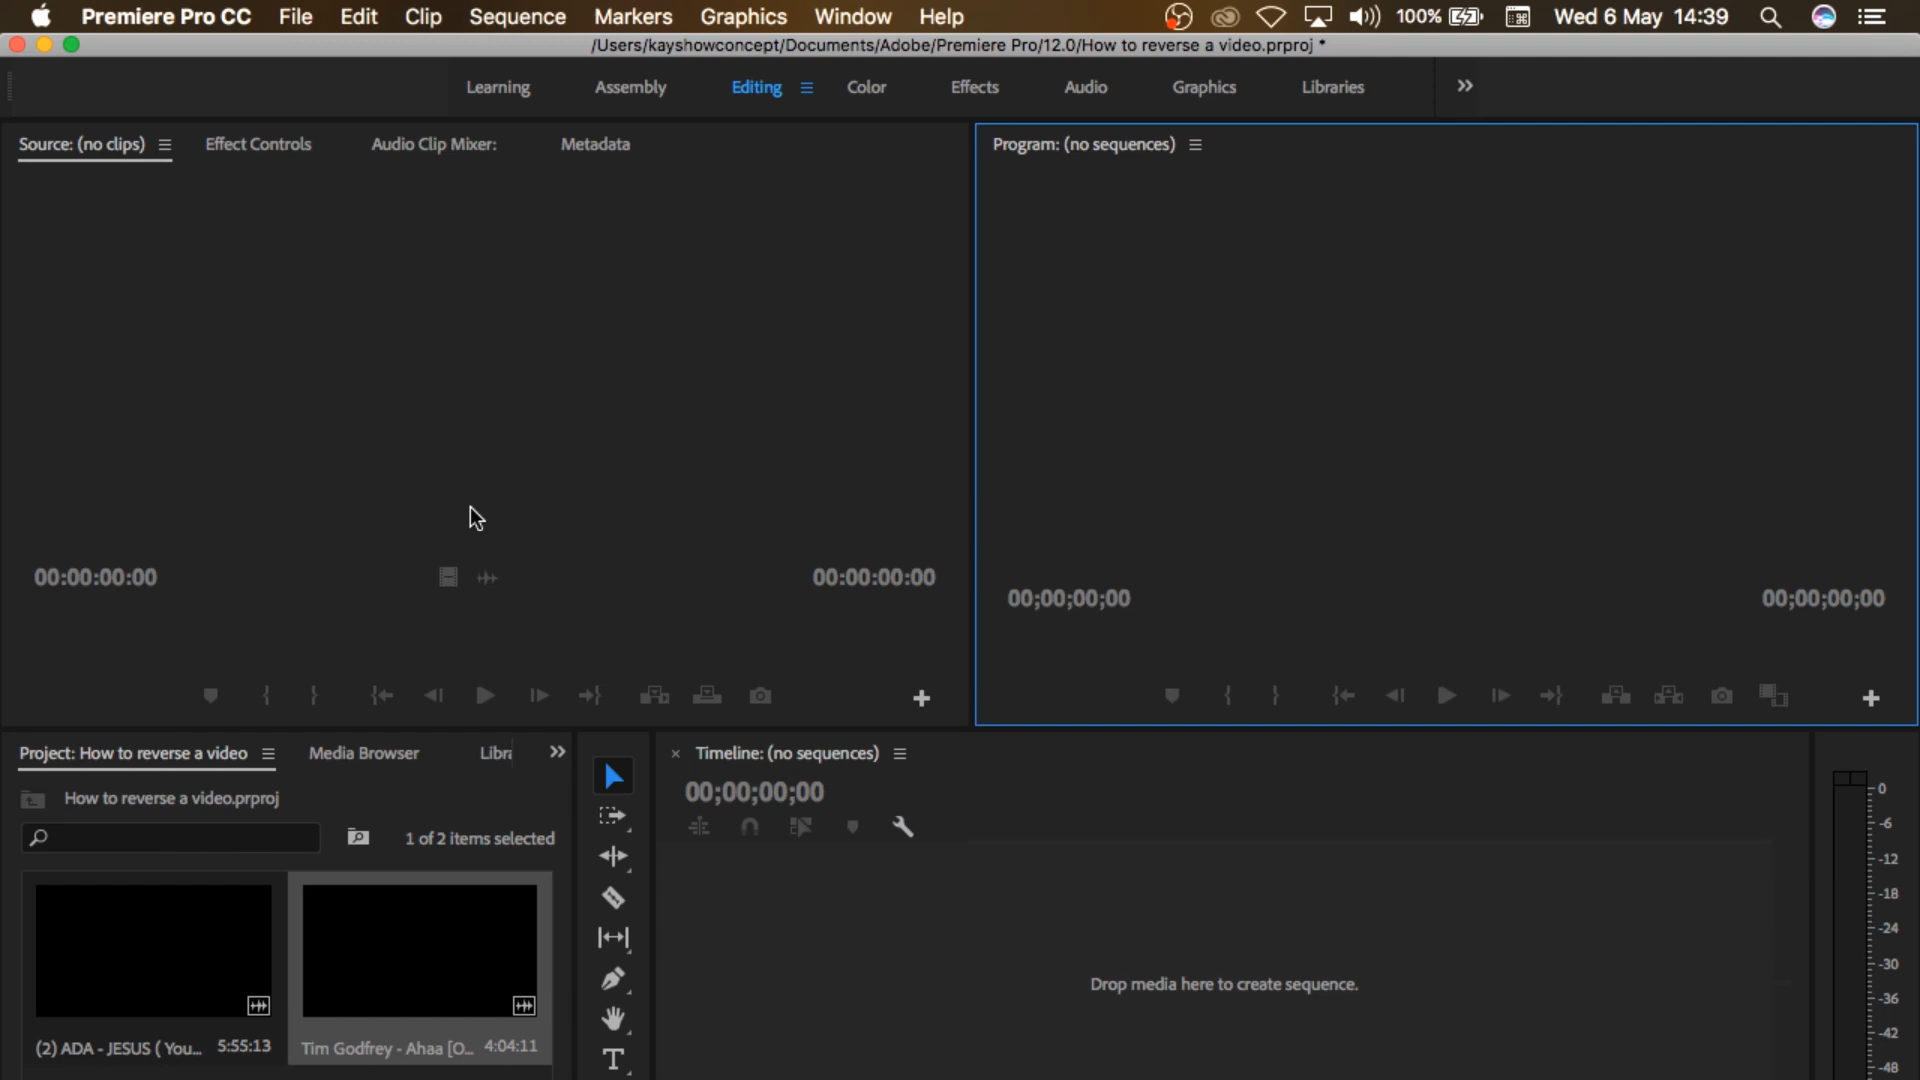 Premiere Pro CC File Edit Clip Sequence Markers Graphics Window Help 100% Wed 6 May 14:39
/Users/kayshowconcept/Documents/Adobe/Premiere Pro/12.0/How to reverse a video.prproj *
Learning Assembly Editing Color Effects Audio Graphics Libraries
Source: (no clips) Effect Controls Audio Clip Mixer: Metadata
Program: (no sequences)
00:00:00:00 00:00:00:00
00;00;00;00 00;00;00;00
Project: How to reverse a video Media Browser Libra
Timeline: (no sequences)
How to reverse a video.prproj
00;00;00;00
1 of 2 items selected
Drop media here to create sequence.
(2) ADA - JESUS ( You... 5:55:13
Tim Godfrey - Ahaa [O... 4:04:11
0
-6
-12
-18
-24
-30
-36
-42
-48